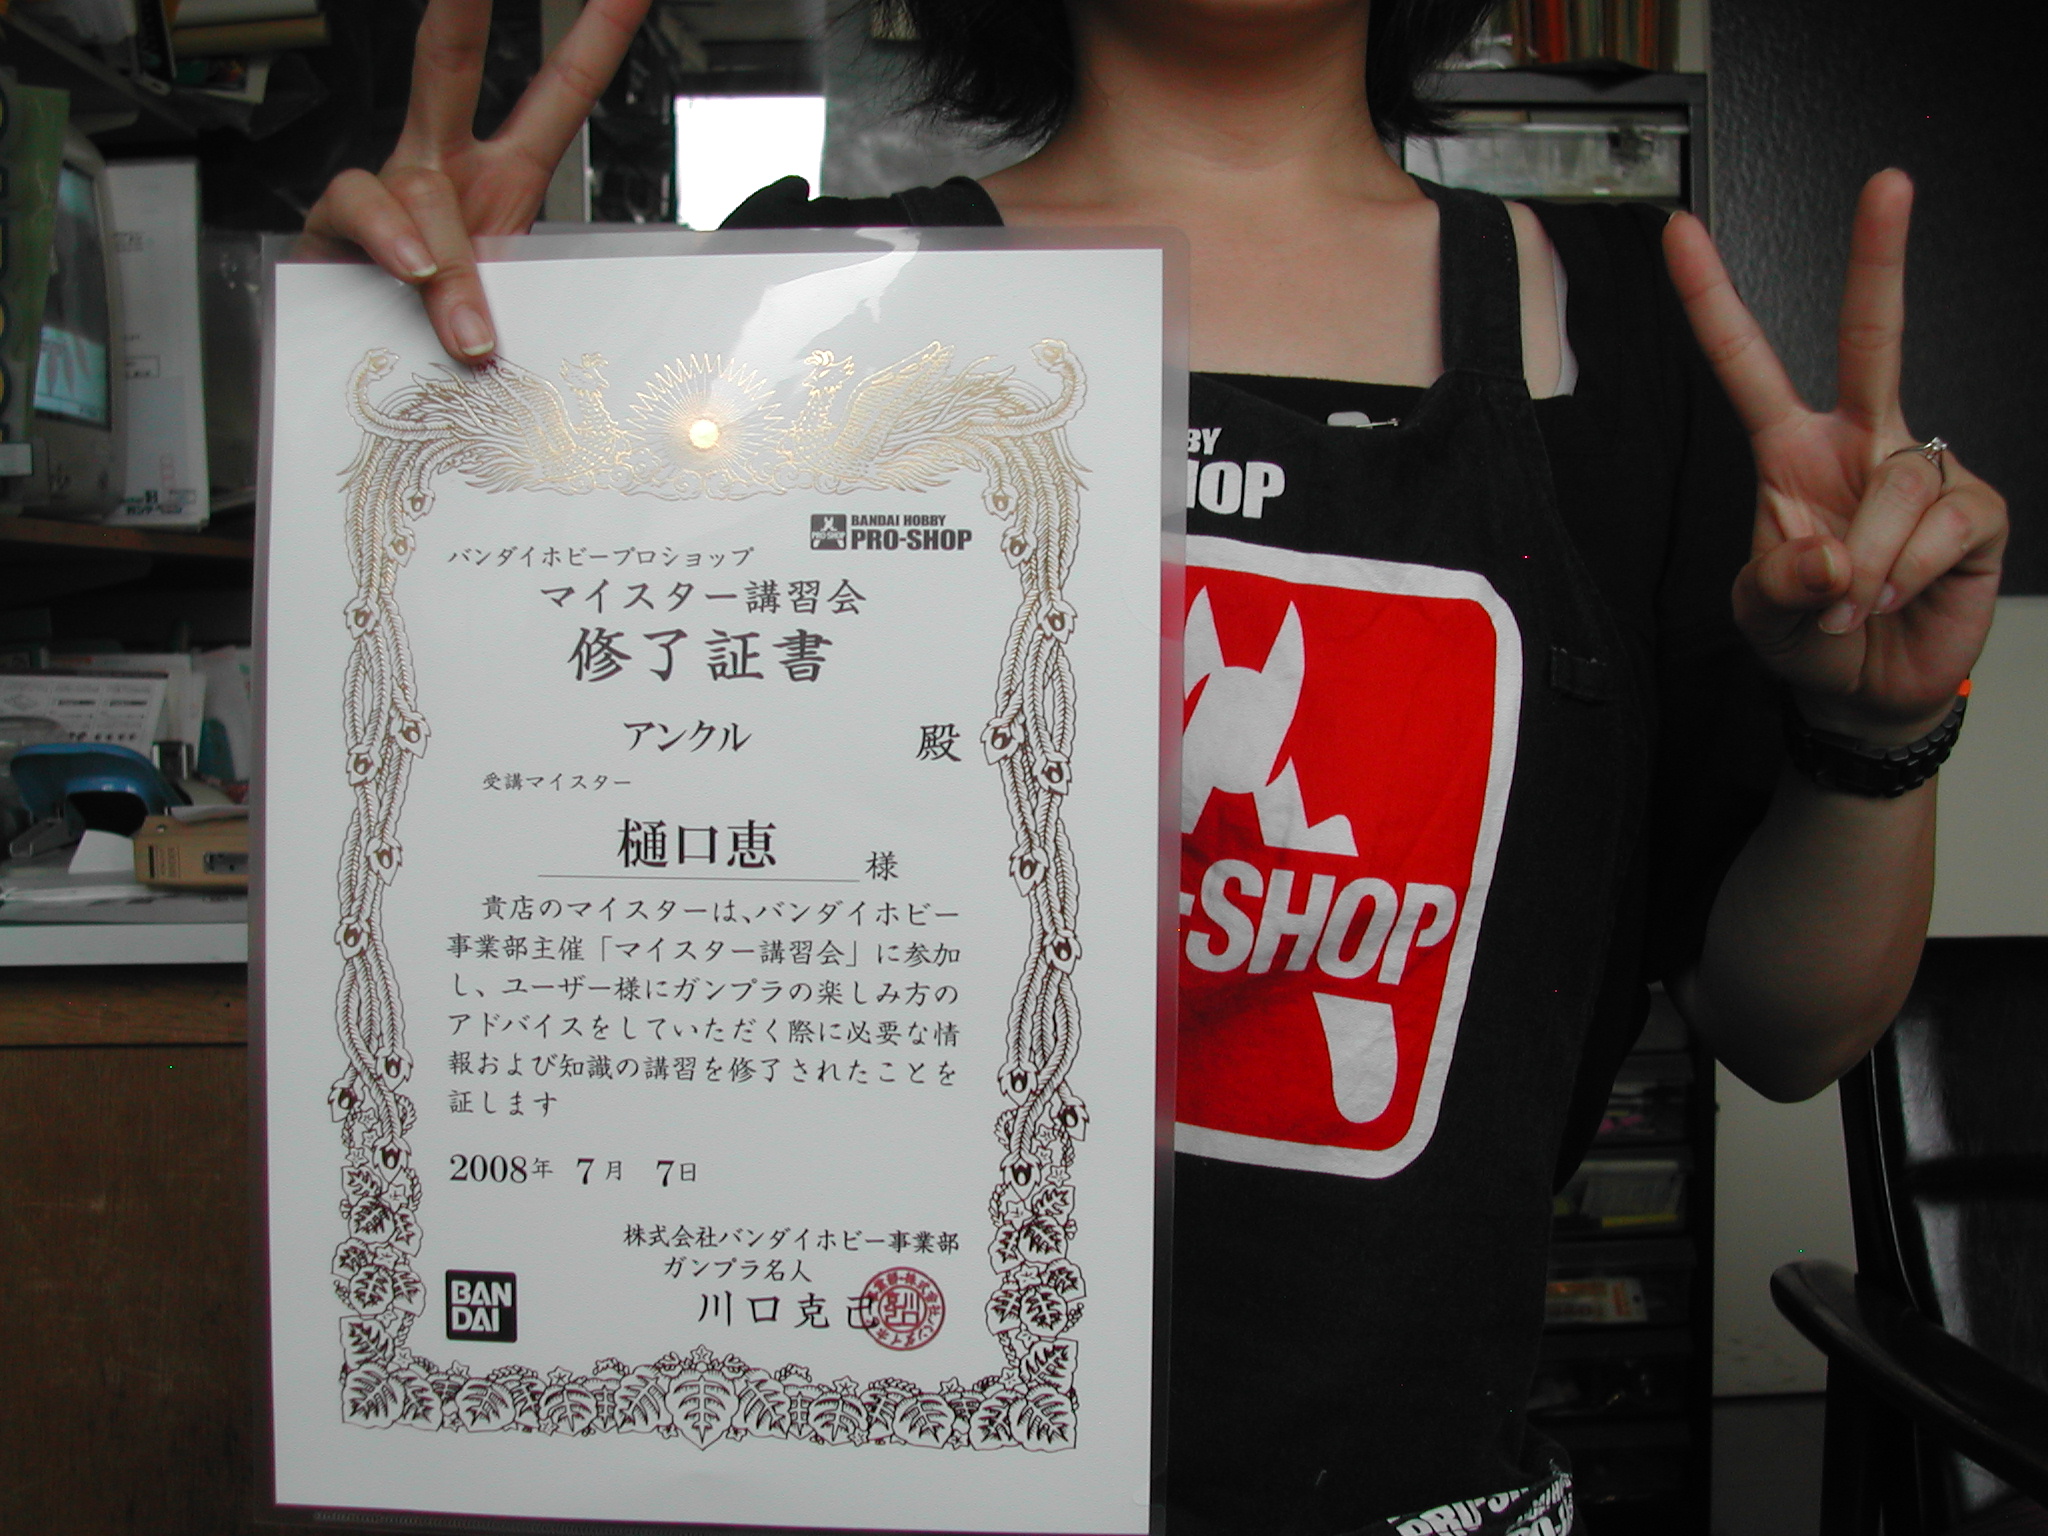 BANDAI HOBBY
PRO-SHOP
バンダイホビープロショップ
マイスター講習会
修了証書
アンクル 殿
受講マイスター
樋口恵 様
貴店のマイスターは、バンダイホビー
事業部主催「マイスター講習会」に参加
し、ユーザー様にガンプラの楽しみ方の
アドバイスをしていただく際に必要な情
報および知識の講習を修了されたことを
証します
2008年 7月 7日
株式会社バンダイホビー事業部
ガンプラ名人
川口克己
BAN
DAI
BY
HOP
-SHOP